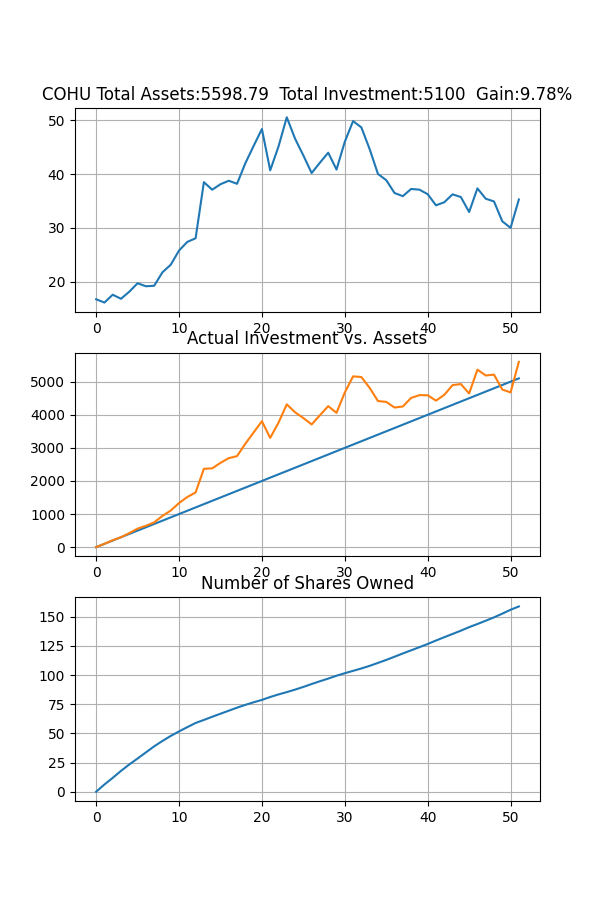 COHU Total Assets:5598.79  Total Investment:5100  Gain:9.78%
50
40
30
20
0 10 20 30 40 50
Actual Investment vs. Assets
5000
4000
3000
2000
1000
0
0 10 20 30 40 50
Number of Shares Owned
150
125
100
75
50
25
0
0 10 20 30 40 50